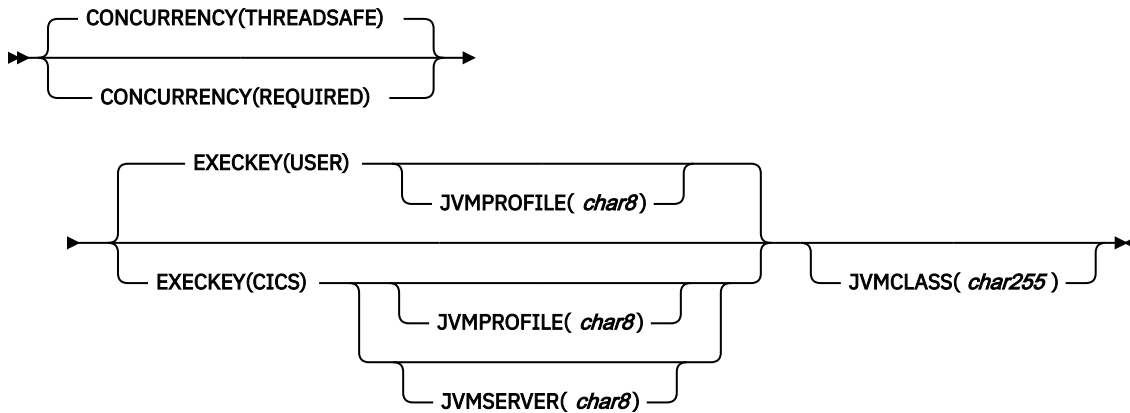 CONCURRENCY(THREADSAFE)
CONCURRENCY(REQUIRED)
EXECKEY(USER)
JVMPROFILE( char8)
EXECKEY(CICS)
JVMCLASS( char255 )
JVMPROFILE( char8)
JVMSERVER( char8)